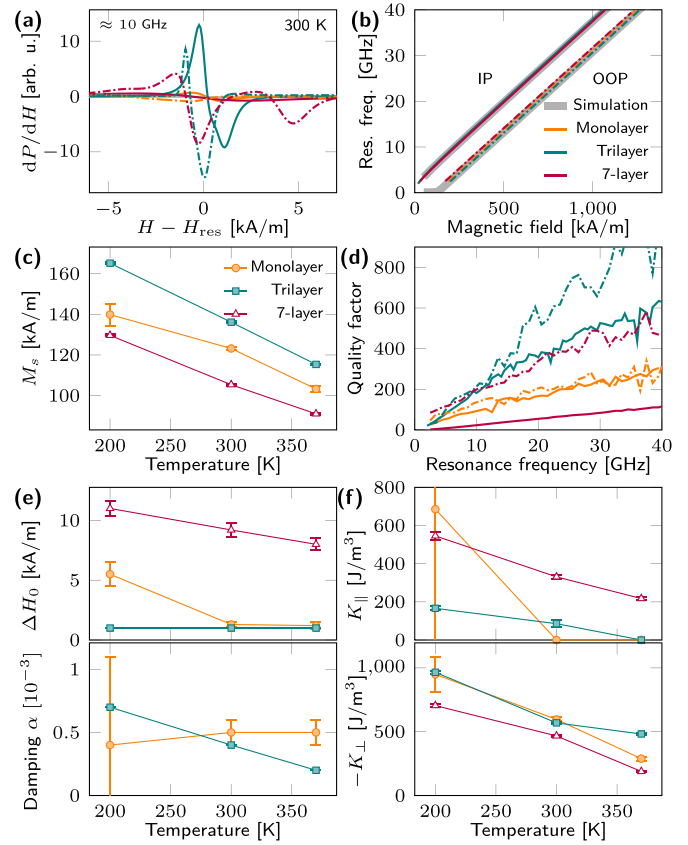 (a)
≈ 10 GHz
300 K
dP/dH [arb. u.]
10
0
−10
−5
0
5
H − H_res [kA/m]
(b)
Res. freq. [GHz]
40
30
20
10
0
IP
OOP
Simulation
Monolayer
Trilayer
7-layer
0
500
1,000
Magnetic field [kA/m]
(c)
M_s [kA/m]
160
140
120
100
Monolayer
Trilayer
7-layer
200
250
300
350
Temperature [K]
(d)
Quality factor
800
600
400
200
0
0
10
20
30
40
Resonance frequency [GHz]
(e)
ΔH_0 [kA/m]
10
5
0
Damping α [10^−3]
1
0.5
0
200
250
300
350
Temperature [K]
(f)
K_∥ [J/m^3]
800
600
400
200
0
−K_⊥ [J/m^3]
1,000
500
0
200
250
300
350
Temperature [K]